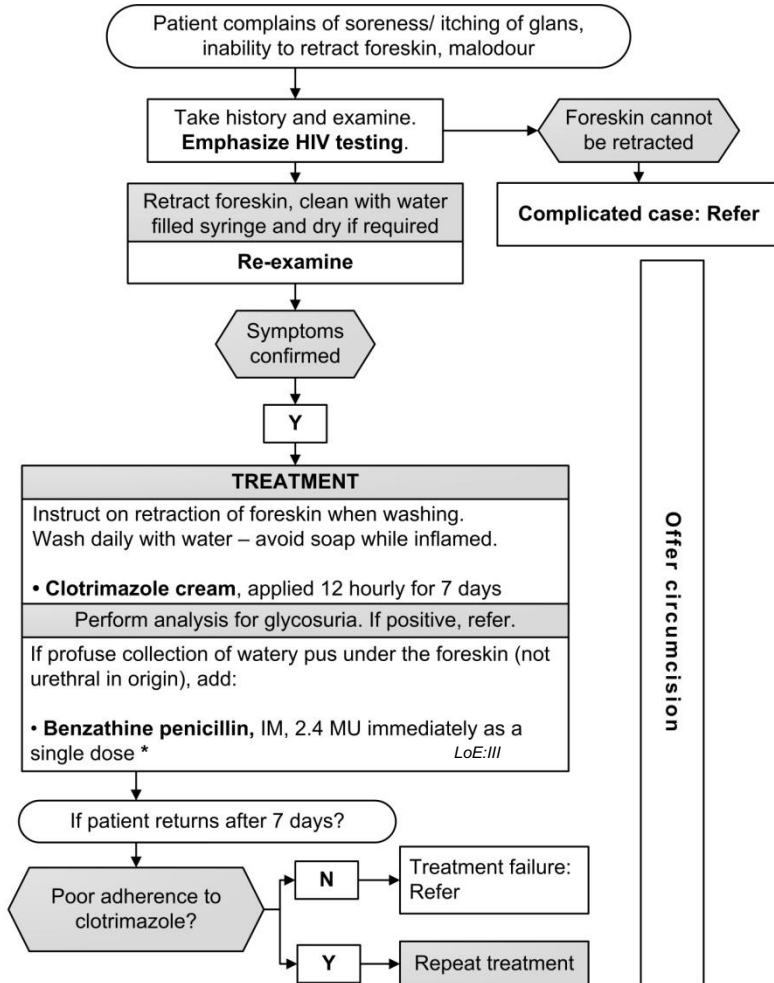 Patient complains of soreness/ itching of glans,
inability to retract foreskin, malodour
Take history and examine.
Emphasize HIV testing.
Foreskin cannot
be retracted
Complicated case: Refer
Retract foreskin, clean with water
filled syringe and dry if required
Re-examine
Symptoms
confirmed
Y
TREATMENT
Instruct on retraction of foreskin when washing.
Wash daily with water – avoid soap while inflamed.
• Clotrimazole cream, applied 12 hourly for 7 days
Perform analysis for glycosuria. If positive, refer.
If profuse collection of watery pus under the foreskin (not
urethral in origin), add:
• Benzathine penicillin, IM, 2.4 MU immediately as a
single dose *
LoE:III
Offer circumcision
If patient returns after 7 days?
Poor adherence to
clotrimazole?
N
Treatment failure:
Refer
Y
Repeat treatment